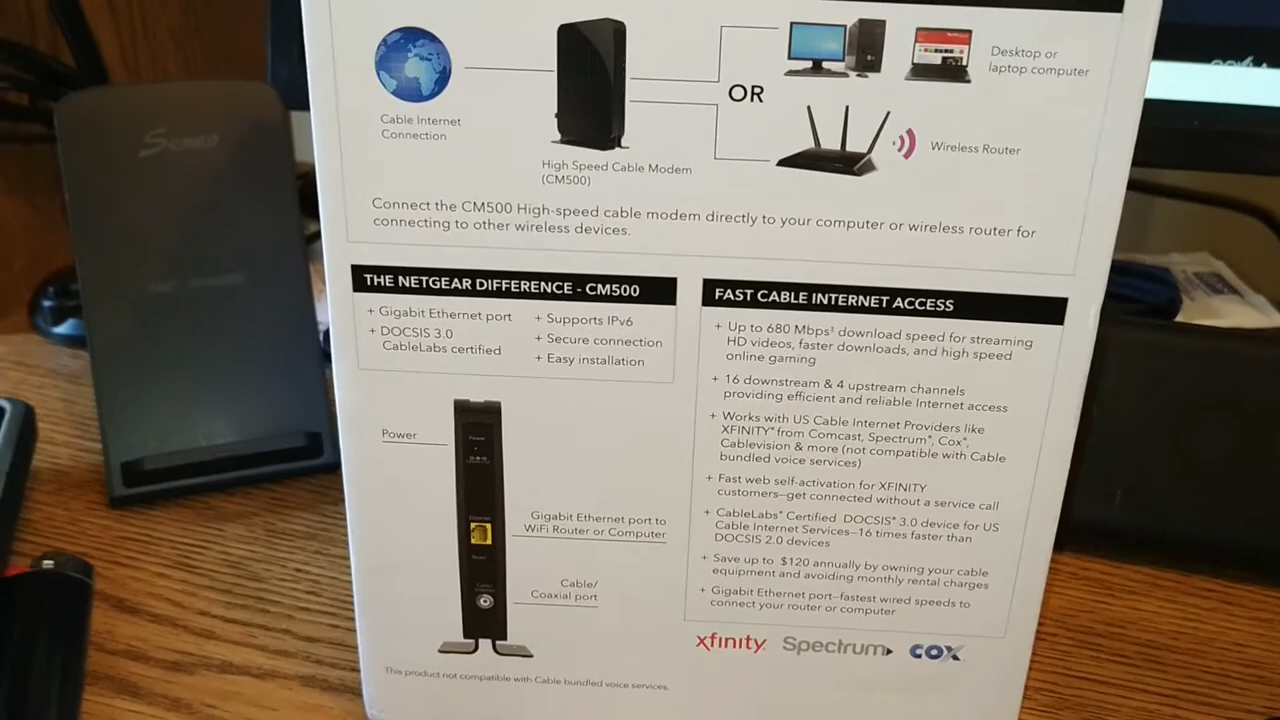 Seneo
Cable Internet
Connection
High Speed Cable Modem
(CM500)
OR
Desktop or
laptop computer
Wireless Router
Connect the CM500 High-speed cable modem directly to your computer or wireless router for
connecting to other wireless devices.
THE NETGEAR DIFFERENCE - CM500
+ Gigabit Ethernet port
+ DOCSIS 3.0
CableLabs certified
+ Supports IPv6
+ Secure connection
+ Easy installation
Power
Power
Ethernet
Reset
Gigabit Ethernet port to
WiFi Router or Computer
Cable/
Coaxial port
This product not compatible with Cable bundled voice services.
FAST CABLE INTERNET ACCESS
+ Up to 680 Mbps‡ download speed for streaming
HD videos, faster downloads, and high speed
online gaming
+ 16 downstream & 4 upstream channels
providing efficient and reliable Internet access
+ Works with US Cable Internet Providers like
XFINITY® from Comcast, Spectrum®, Cox®,
Cablevision & more (not compatible with Cable
bundled voice services)
+ Fast web self-activation for XFINITY
customers—get connected without a service call
+ CableLabs® Certified DOCSIS® 3.0 device for US
Cable Internet Services—16 times faster than
DOCSIS 2.0 devices
+ Save up to $120 annually by owning your cable
equipment and avoiding monthly rental charges
+ Gigabit Ethernet port—fastest wired speeds to
connect your router or computer
xfinity Spectrum COX